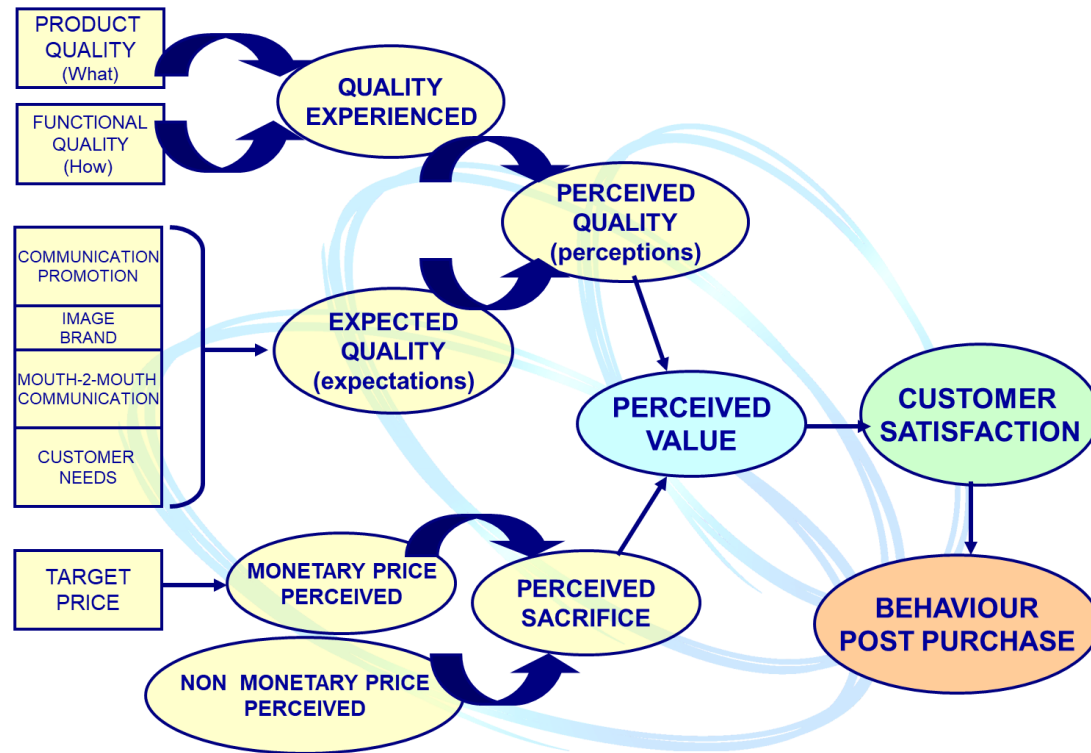 PRODUCT
QUALITY
(What)
FUNCTIONAL
QUALITY
(How)
QUALITY
EXPERIENCED
PERCEIVED
QUALITY
(perceptions)
COMMUNICATION
PROMOTION
IMAGE
BRAND
MOUTH-2-MOUTH
COMMUNICATION
CUSTOMER
NEEDS
EXPECTED
QUALITY
(expectations)
PERCEIVED
VALUE
CUSTOMER
SATISFACTION
TARGET
PRICE
MONETARY PRICE
PERCEIVED
PERCEIVED
SACRIFICE
NON MONETARY PRICE
PERCEIVED
BEHAVIOUR
POST PURCHASE